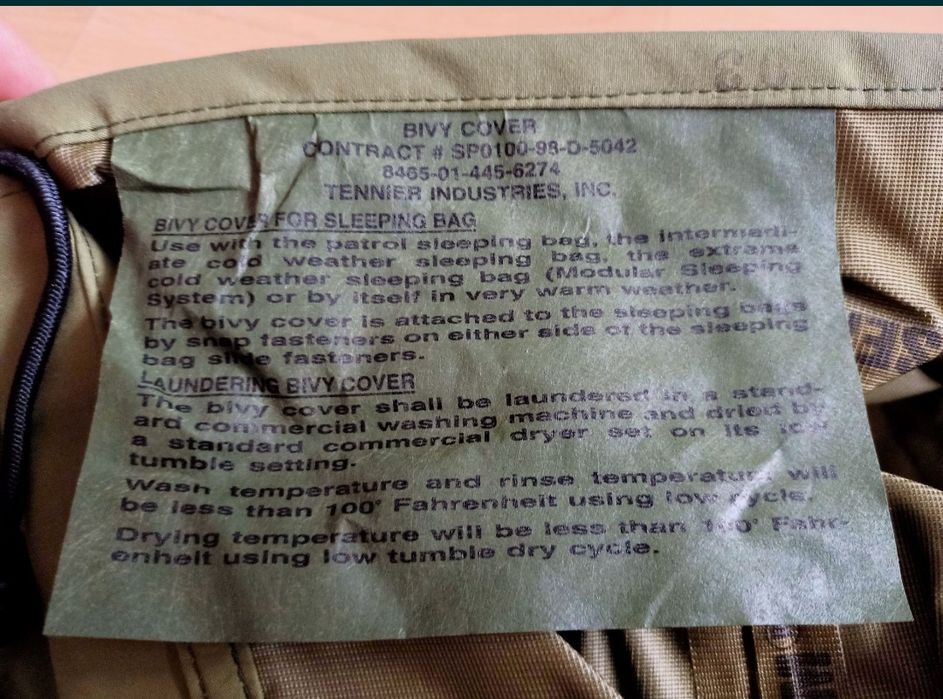 BIVY COVER
CONTRACT # SP0100-98-D-5042
8465-01-445-6274
TENNIER INDUSTRIES, INC.
BIVY COVER FOR SLEEPING BAG
Use with the patrol sleeping bag, the intermedi-
ate cold weather sleeping bag, the extreme
cold weather sleeping bag (Modular Sleeping
System) or by itself in very warm weather.
The bivy cover is attached to the sleeping bags
by snap fasteners on either side of the sleeping
bag slide fasteners.
LAUNDERING BIVY COVER
The bivy cover shall be laundered in a stand-
ard commercial washing machine and dried by
a standard commercial dryer set on its low
tumble setting.
Wash temperature and rinse temperature will
be less than 100° Fahrenheit using low cycle.
Drying temperature will be less than Fahr-
enheit using low tumble dry cycle.